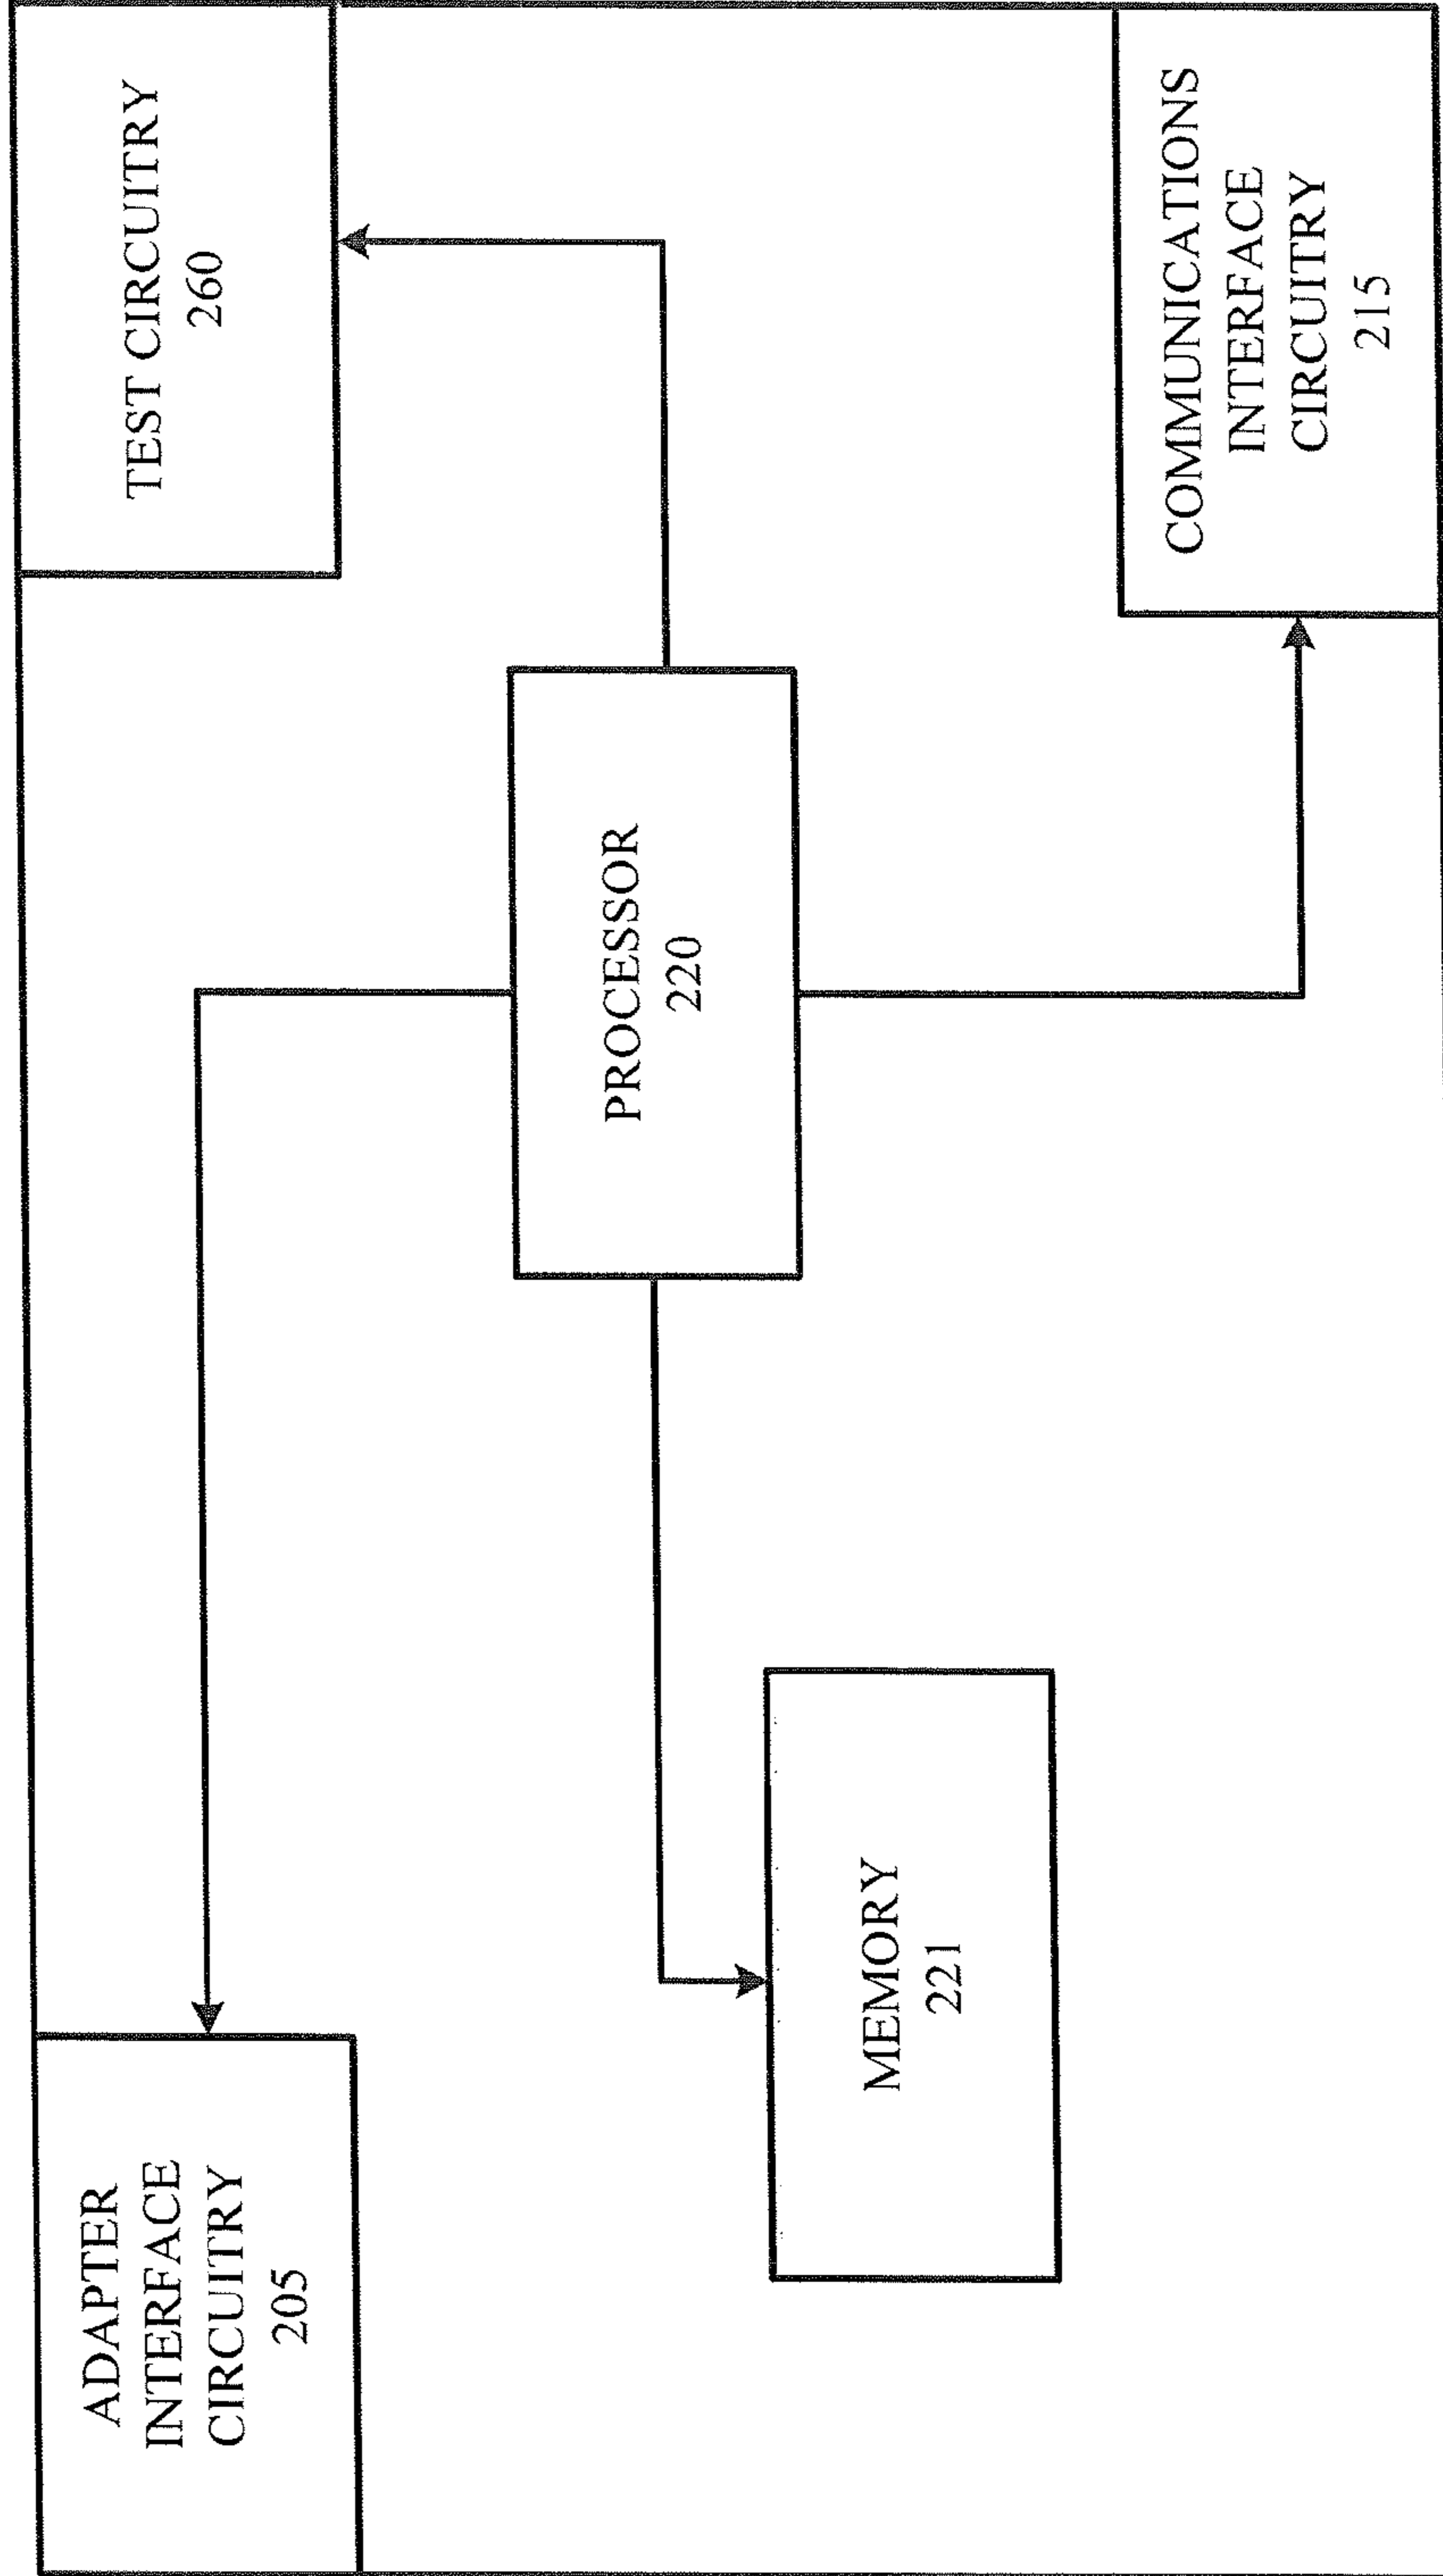 ADAPTER
INTERFACE
CIRCUITRY
205
TEST CIRCUITRY
260
PROCESSOR
220
MEMORY
221
COMMUNICATIONS
INTERFACE
CIRCUITRY
215